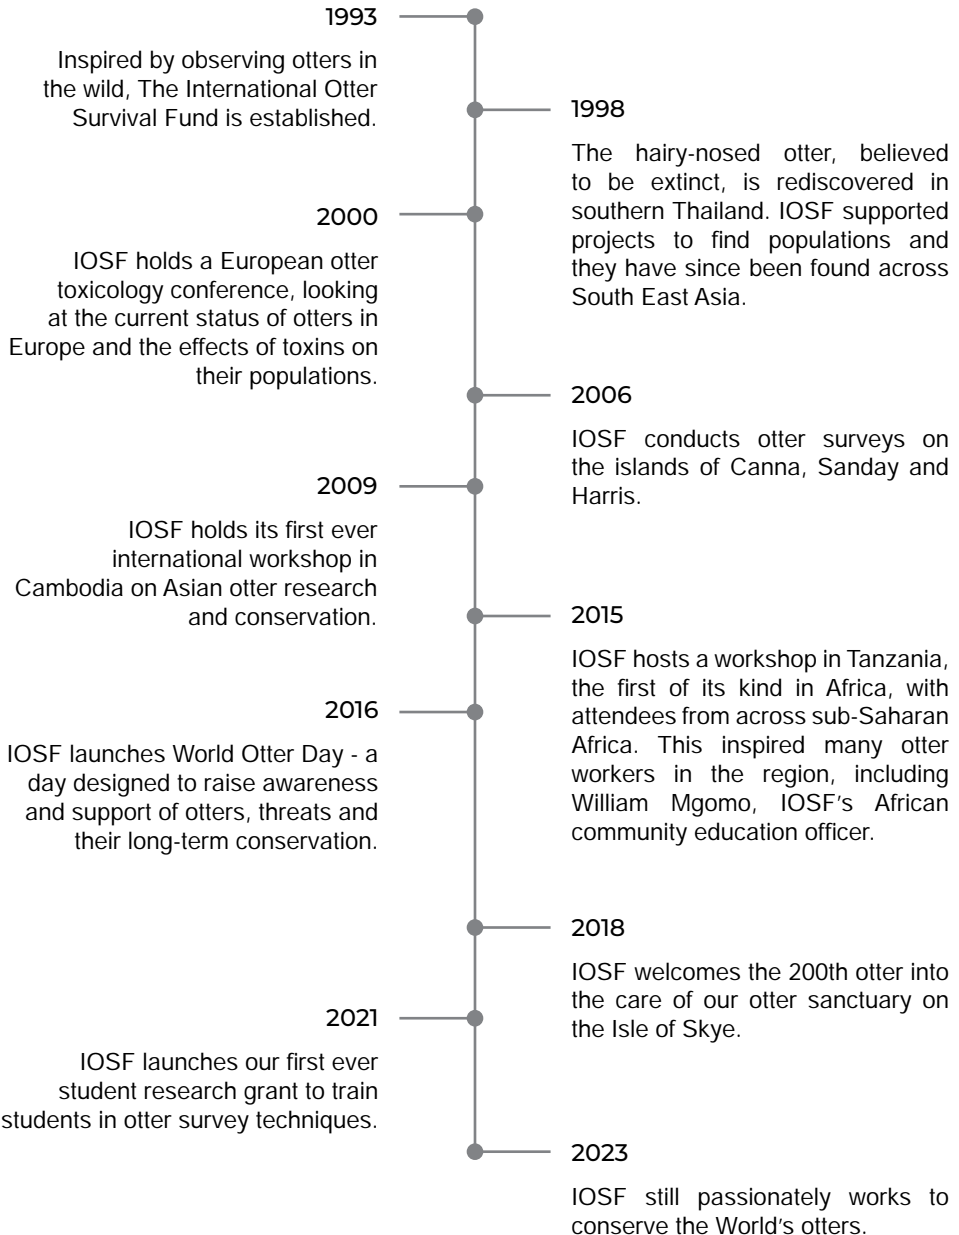 1993
Inspired by observing otters in
the wild, The International Otter
Survival Fund is established.
1998
The hairy-nosed otter, believed
to be extinct, is rediscovered in
southern Thailand. IOSF supported
projects to find populations and
they have since been found across
South East Asia.
2000
IOSF holds a European otter
toxicology conference, looking
at the current status of otters in
Europe and the effects of toxins on
their populations.
2006
IOSF conducts otter surveys on
the islands of Canna, Sanday and
Harris.
2009
IOSF holds its first ever
international workshop in
Cambodia on Asian otter research
and conservation.
2015
IOSF hosts a workshop in Tanzania,
the first of its kind in Africa, with
attendees from across sub-Saharan
Africa. This inspired many otter
workers in the region, including
William Mgomo, IOSF's African
community education officer.
2016
IOSF launches World Otter Day - a
day designed to raise awareness
and support of otters, threats and
their long-term conservation.
2018
IOSF welcomes the 200th otter into
the care of our otter sanctuary on
the Isle of Skye.
2021
IOSF launches our first ever
student research grant to train
students in otter survey techniques.
2023
IOSF still passionately works to
conserve the World's otters.